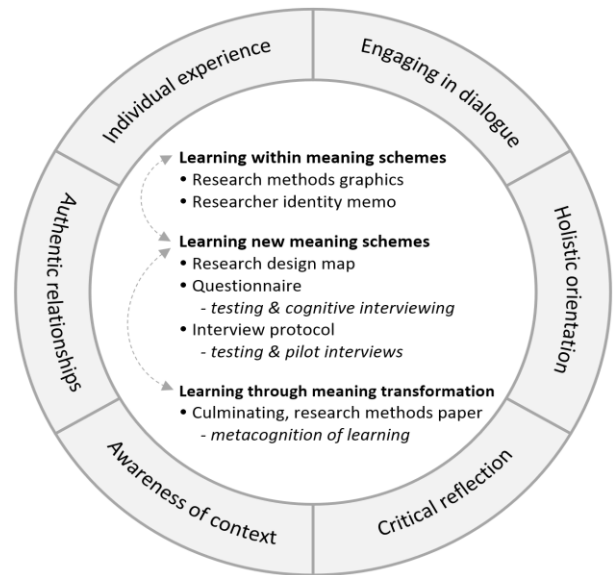 Individual experience
Engaging in dialogue
Holistic orientation
Critical reflection
Awareness of context
Authentic relationships
Learning within meaning schemes
• Research methods graphics
• Researcher identity memo
Learning new meaning schemes
• Research design map
• Questionnaire
- testing & cognitive interviewing
• Interview protocol
- testing & pilot interviews
Learning through meaning transformation
• Culminating, research methods paper
- metacognition of learning